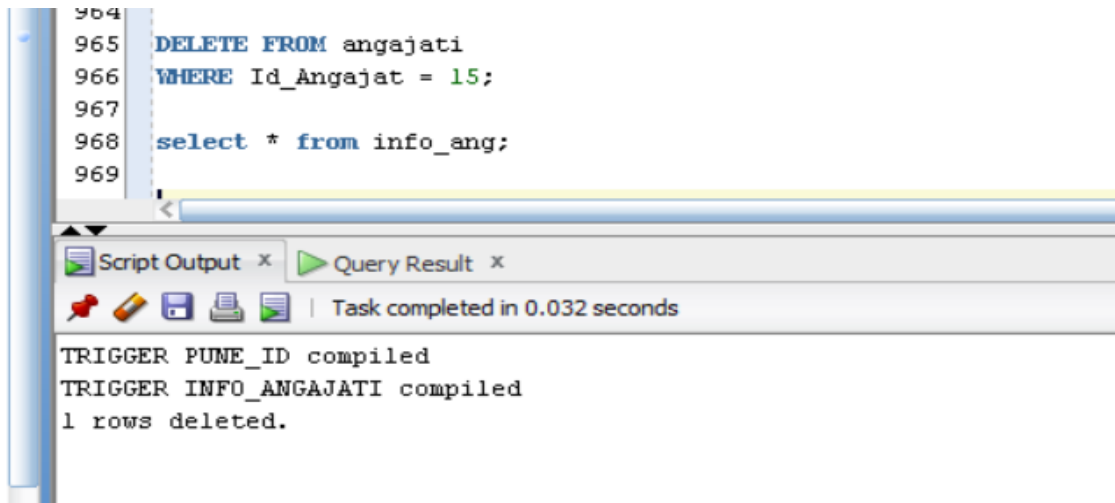 964
965 DELETE FROM angajati
966 WHERE Id_Angajat = 15;
967
968 select * from info_ang;
969
Script Output x Query Result x
Task completed in 0.032 seconds
TRIGGER PUNE_ID compiled
TRIGGER INFO_ANGAJATI compiled
1 rows deleted.